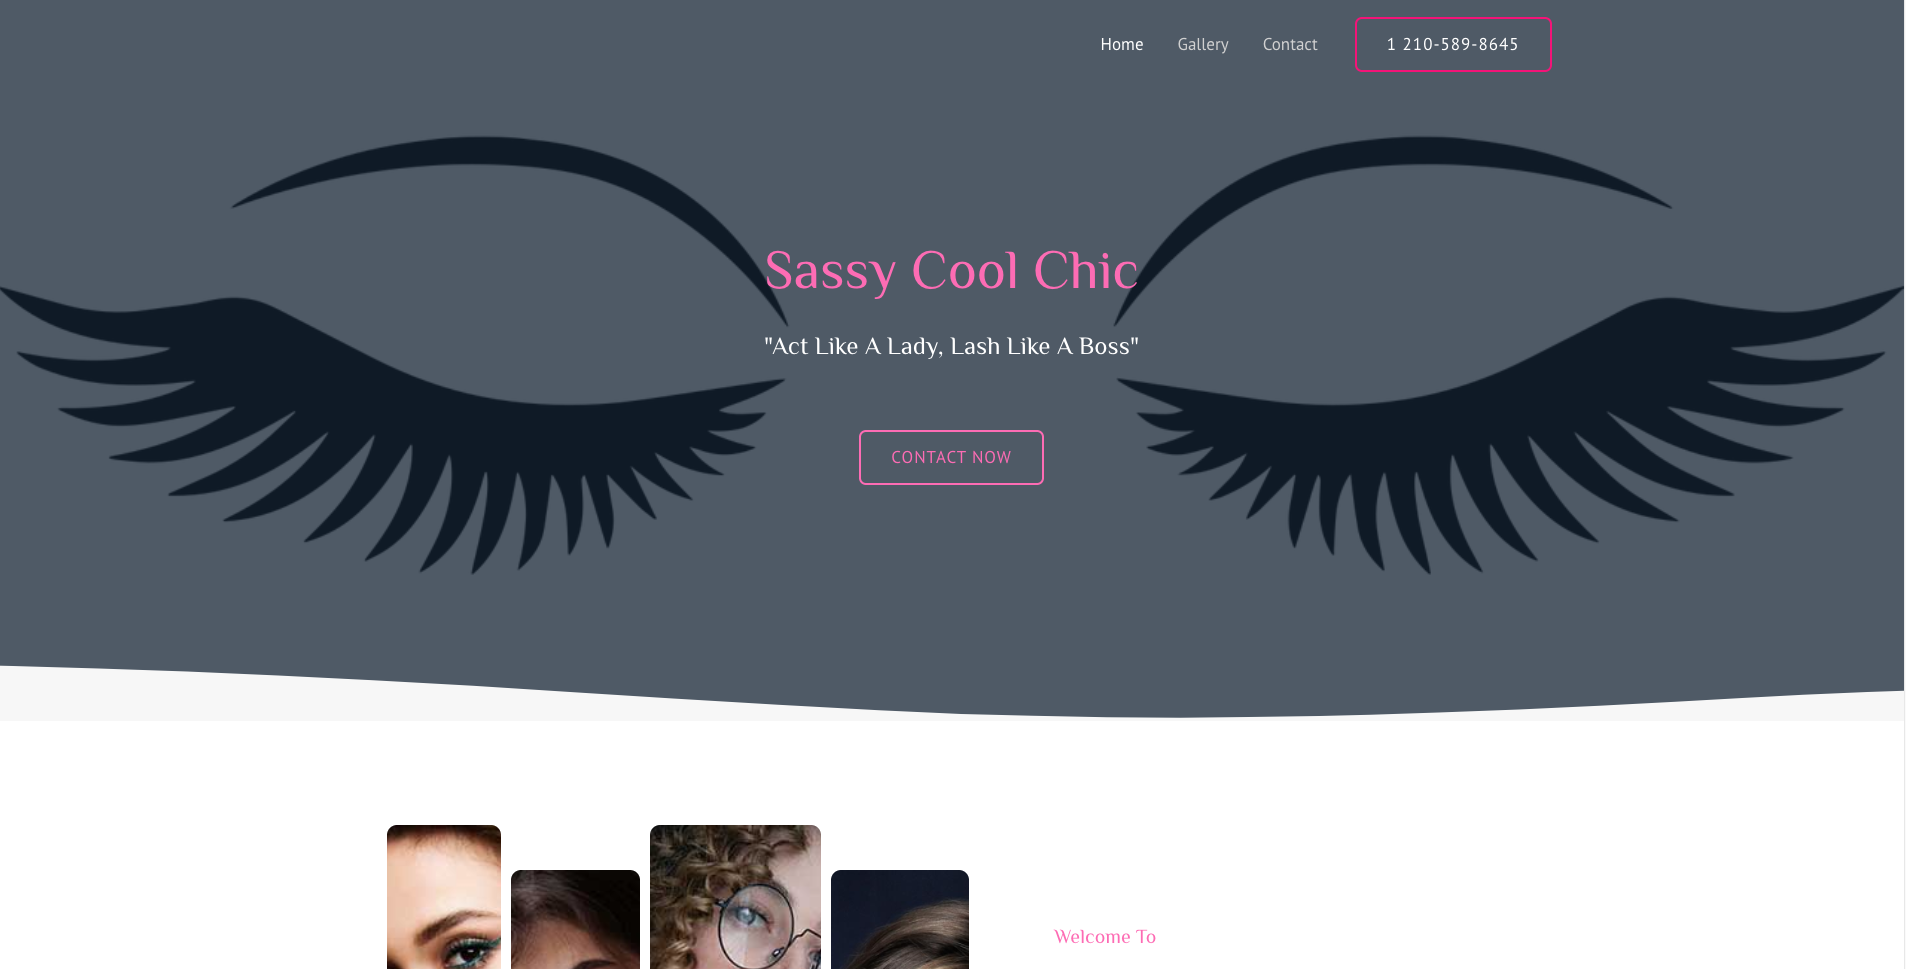 Home Gallery Contact 1 210-589-8645
Sassy Cool Chic
"Act Like A Lady, Lash Like A Boss"
CONTACT NOW
Welcome To